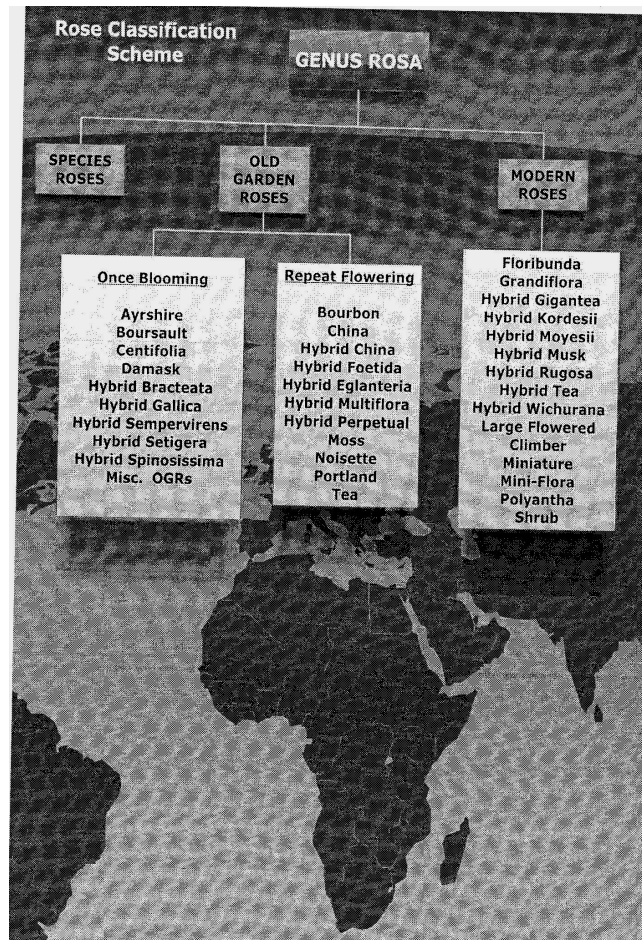 Rose Classification
Scheme
GENUS ROSA
SPECIES
ROSES
OLD
GARDEN
ROSES
MODERN
ROSES
Once Blooming
Ayrshire
Boursault
Centifolia
Damask
Hybrid Bracteata
Hybrid Gallica
Hybrid Sempervirens
Hybrid Setigera
Hybrid Spinosissima
Misc. OGRs
Repeat Flowering
Bourbon
China
Hybrid China
Hybrid Foetida
Hybrid Eglanteria
Hybrid Multiflora
Hybrid Perpetual
Moss
Noisette
Portland
Tea
Floribunda
Grandiflora
Hybrid Gigantea
Hybrid Kordesii
Hybrid Moyesii
Hybrid Musk
Hybrid Rugosa
Hybrid Tea
Hybrid Wichurana
Large Flowered
Climber
Miniature
Mini-Flora
Polyantha
Shrub